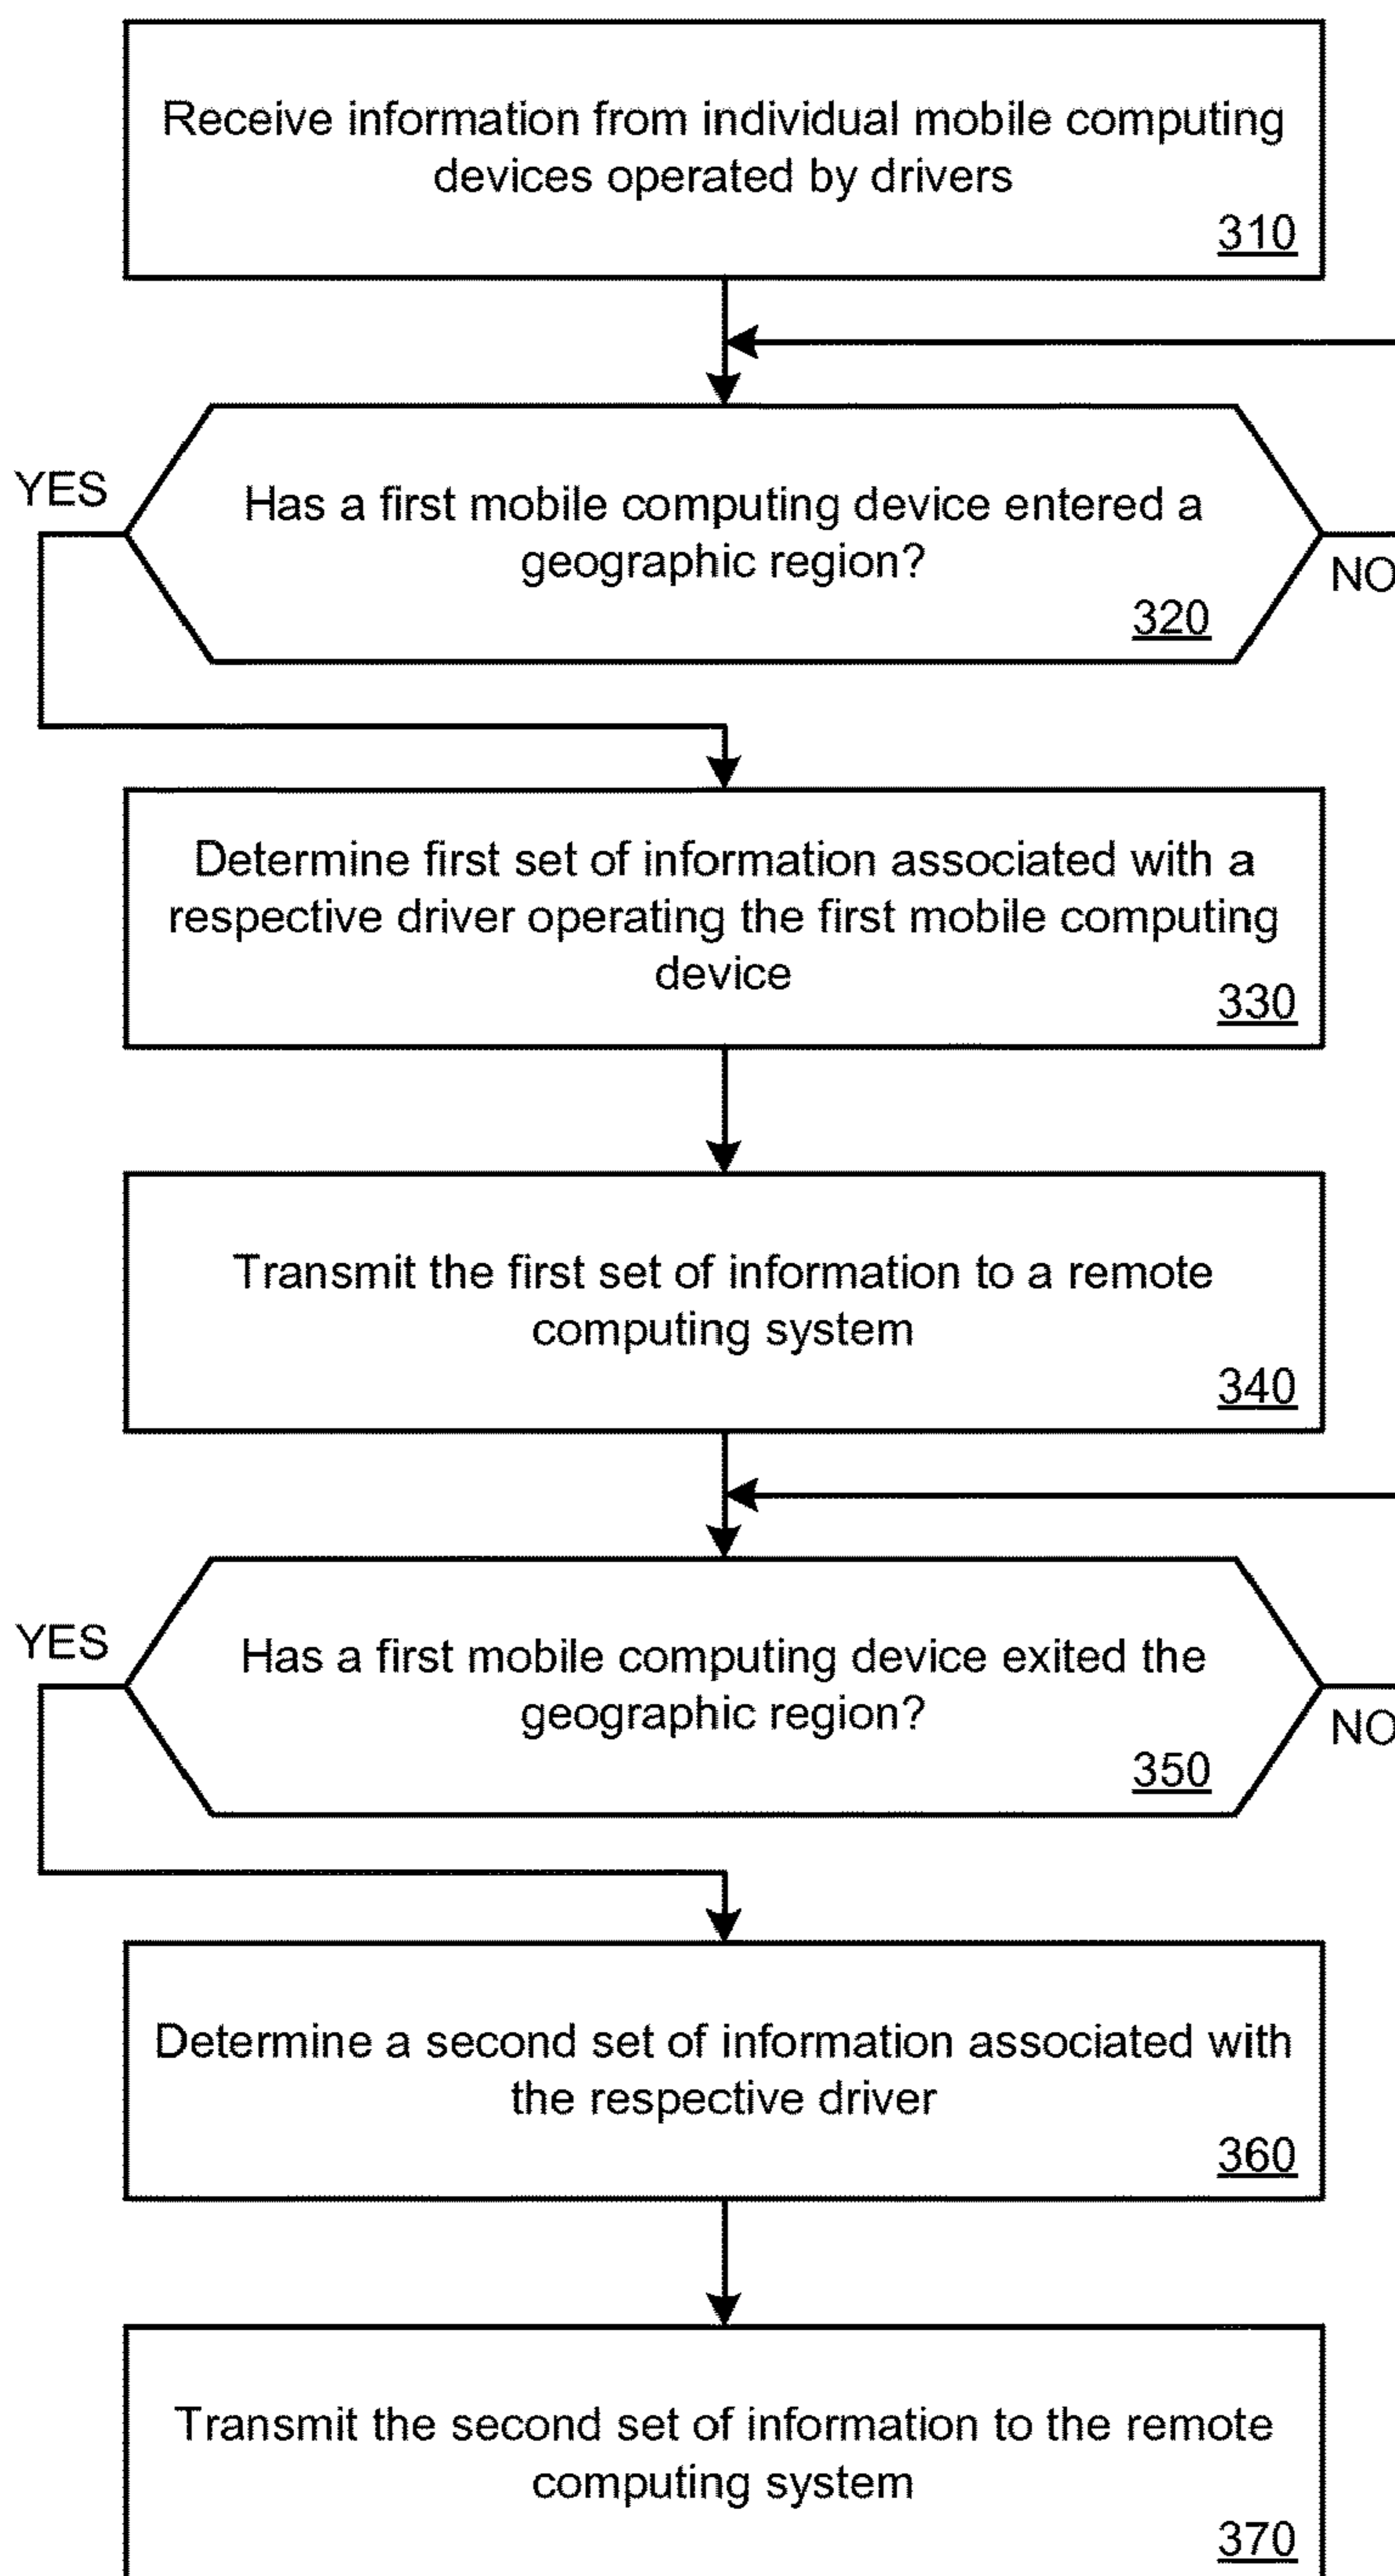 Receive information from individual mobile computing
devices operated by drivers
310
YES
Has a first mobile computing device entered a
geographic region?
NO
320
Determine first set of information associated with a
respective driver operating the first mobile computing
device
330
Transmit the first set of information to a remote
computing system
340
YES
Has a first mobile computing device exited the
geographic region?
NO
350
Determine a second set of information associated with
the respective driver
360
Transmit the second set of information to the remote
computing system
370